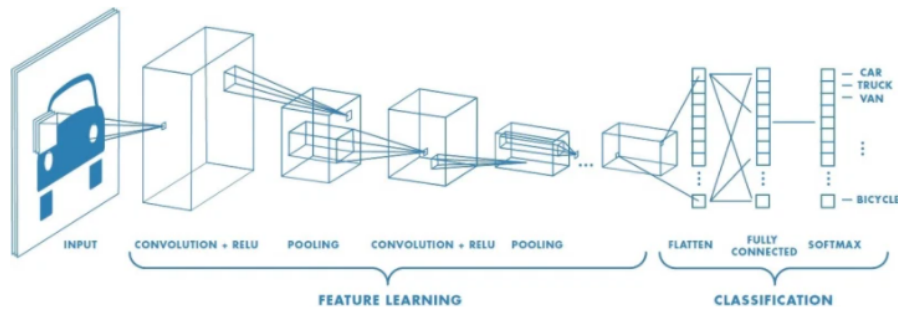 CAR
TRUCK
VAN
BICYCLE
INPUT
CONVOLUTION + RELU
POOLING
CONVOLUTION + RELU
POOLING
FLATTEN
FULLY
CONNECTED
SOFTMAX
FEATURE LEARNING
CLASSIFICATION